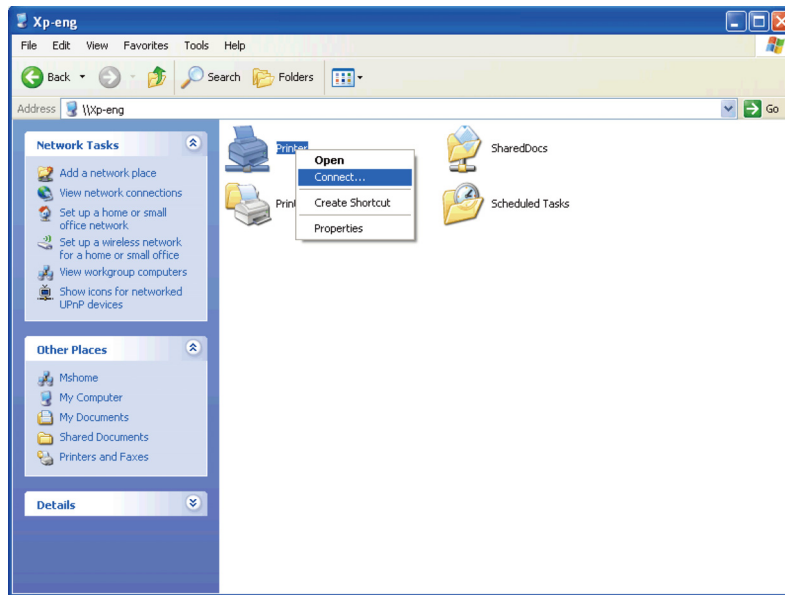 Xp-eng
File Edit View Favorites Tools Help
Back Search Folders
Address \\Xp-eng Go
Network Tasks
Add a network place
View network connections
Set up a home or small
office network
Set up a wireless network
for a home or small office
View workgroup computers
Show icons for networked
UPnP devices
Other Places
Mshome
My Computer
My Documents
Shared Documents
Printers and Faxes
Details
Printer
Open
Connect...
Create Shortcut
Properties
SharedDocs
Scheduled Tasks